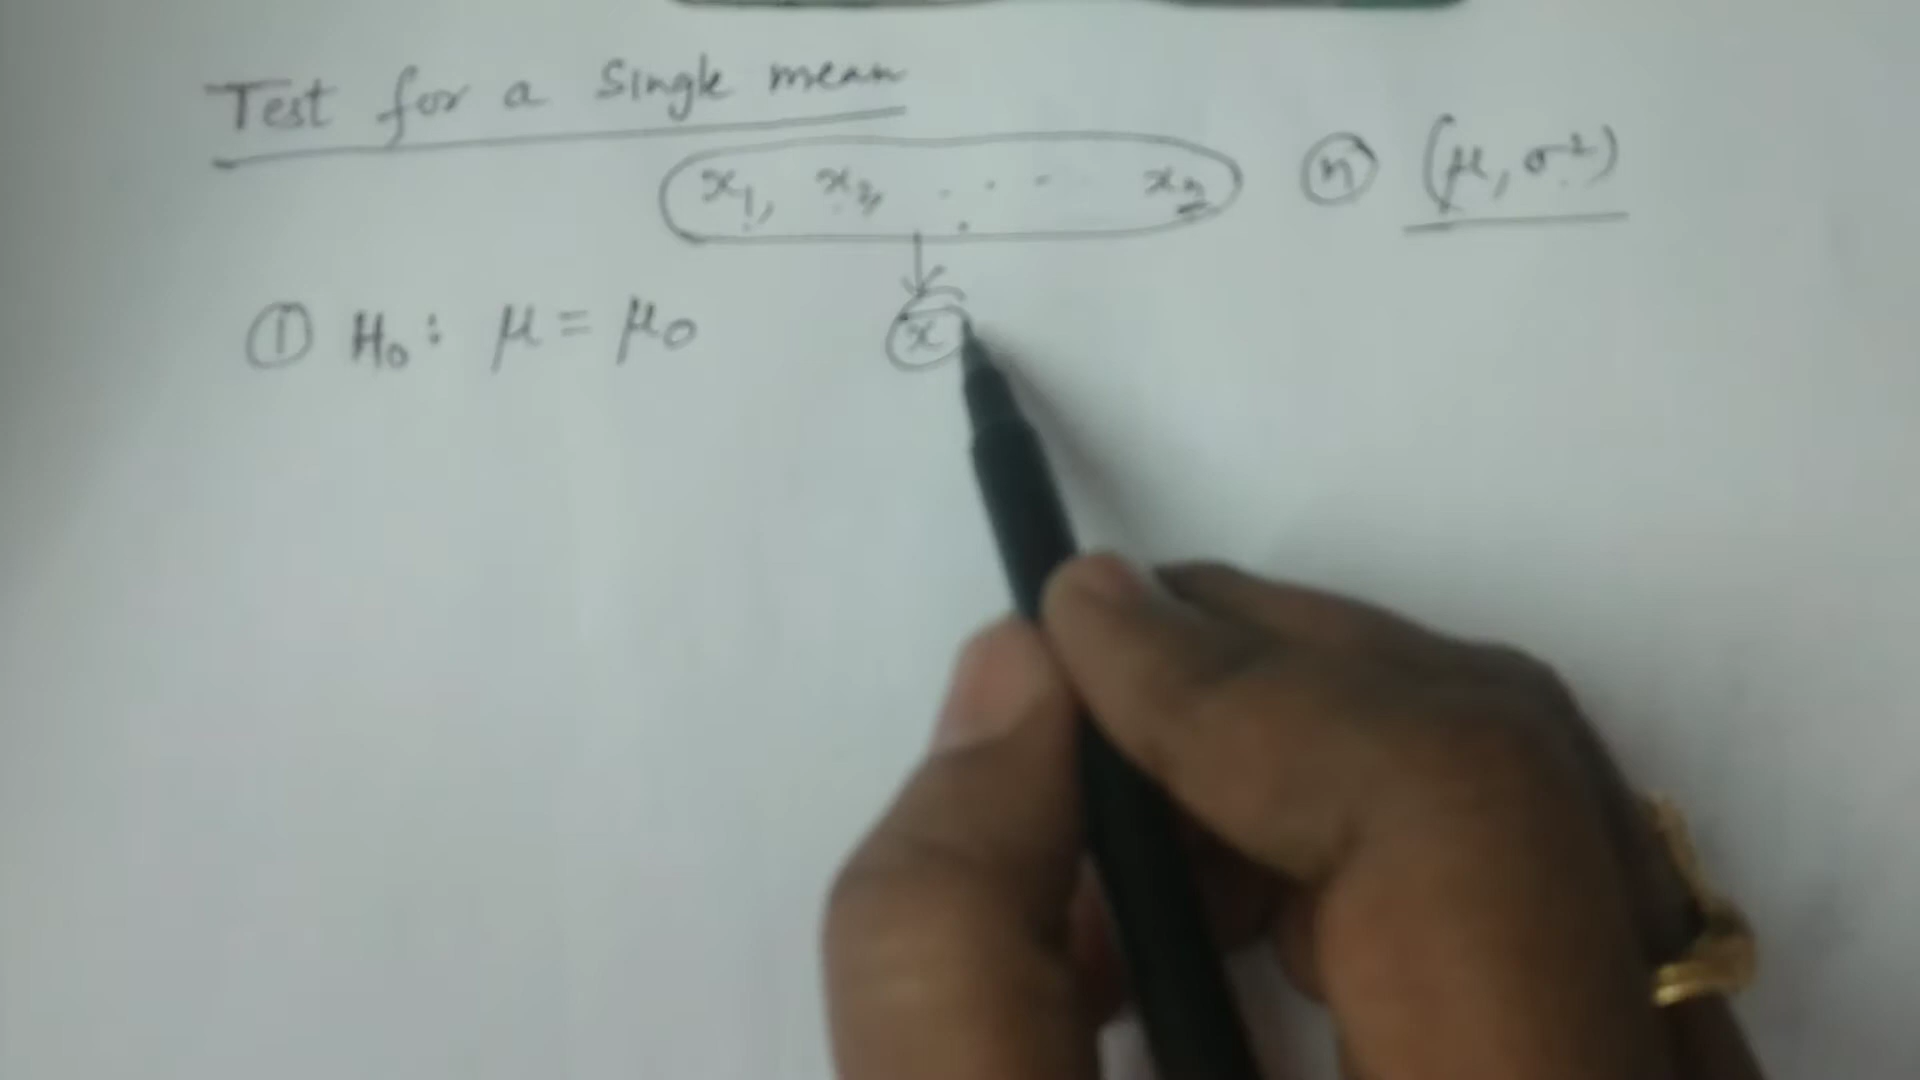 Test for a Single mean
x₁, x₂, . . . . . xₙ n (μ, σ²)
① H₀ : μ = μ₀ x̄